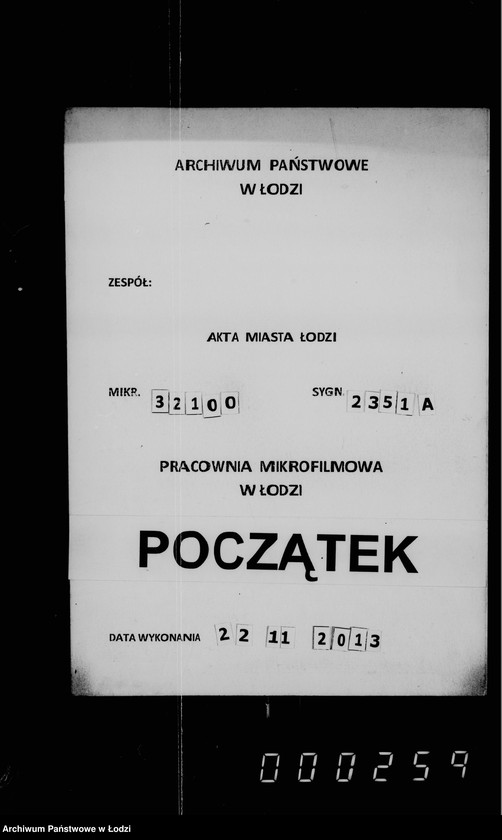 ARCHIWUM PAŃSTWOWE
W ŁODZI
ZESPÓŁ:
AKTA MIASTA ŁODZI
MIKR. 32100 SYGN. 2351 A
PRACOWNIA MIKROFILMOWA
W ŁODZI
POCZĄTEK
DATA WYKONANIA 22 11 2013
000259
Archiwum Państwowe w Łodzi